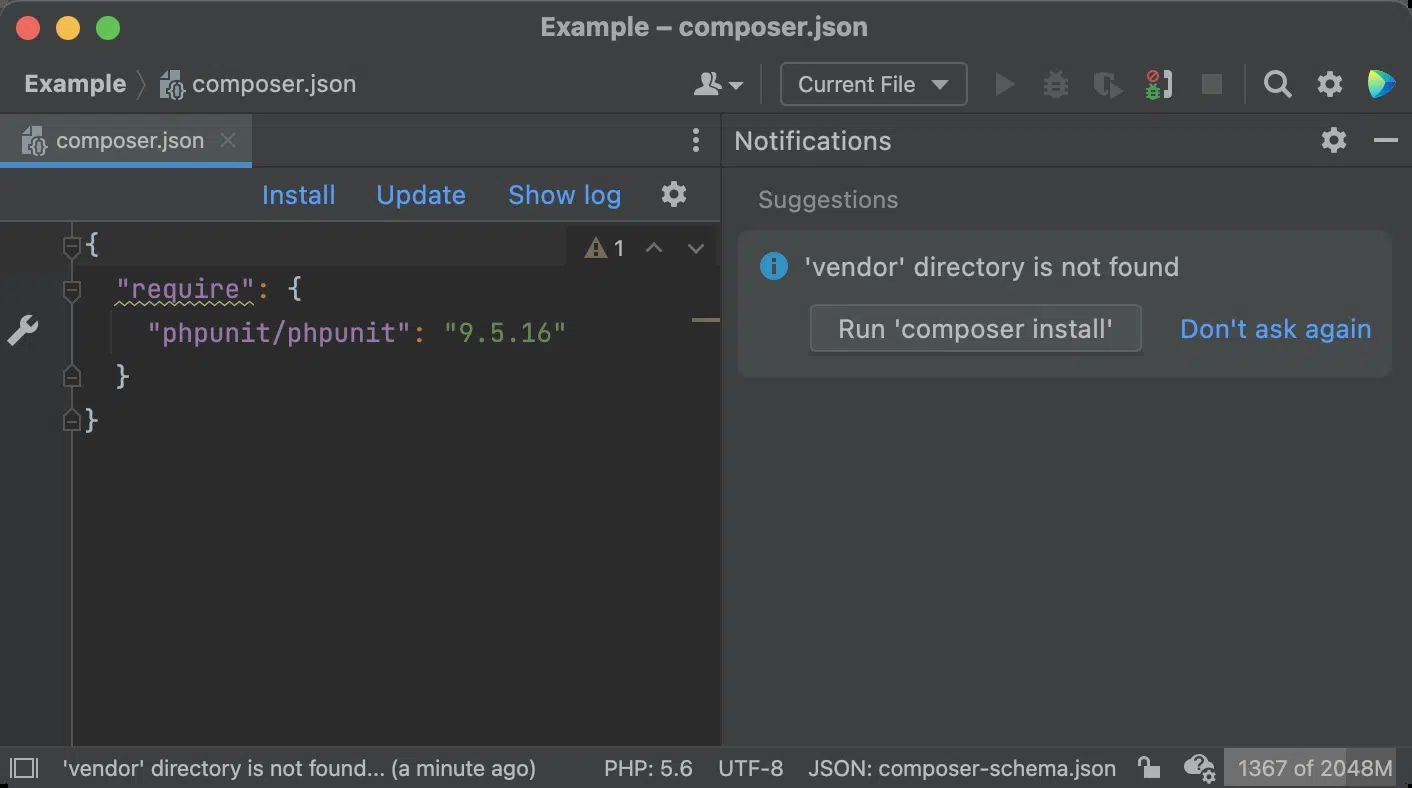 Example – composer.json
Example composer.json Current File
composer.json Notifications
Install Update Show log
Suggestions
{ 1
'vendor' directory is not found
"require": {
Run 'composer install' Don't ask again
"phpunit/phpunit": "9.5.16"
}
}
'vendor' directory is not found... (a minute ago) PHP: 5.6 UTF-8 JSON: composer-schema.json 1367 of 2048M